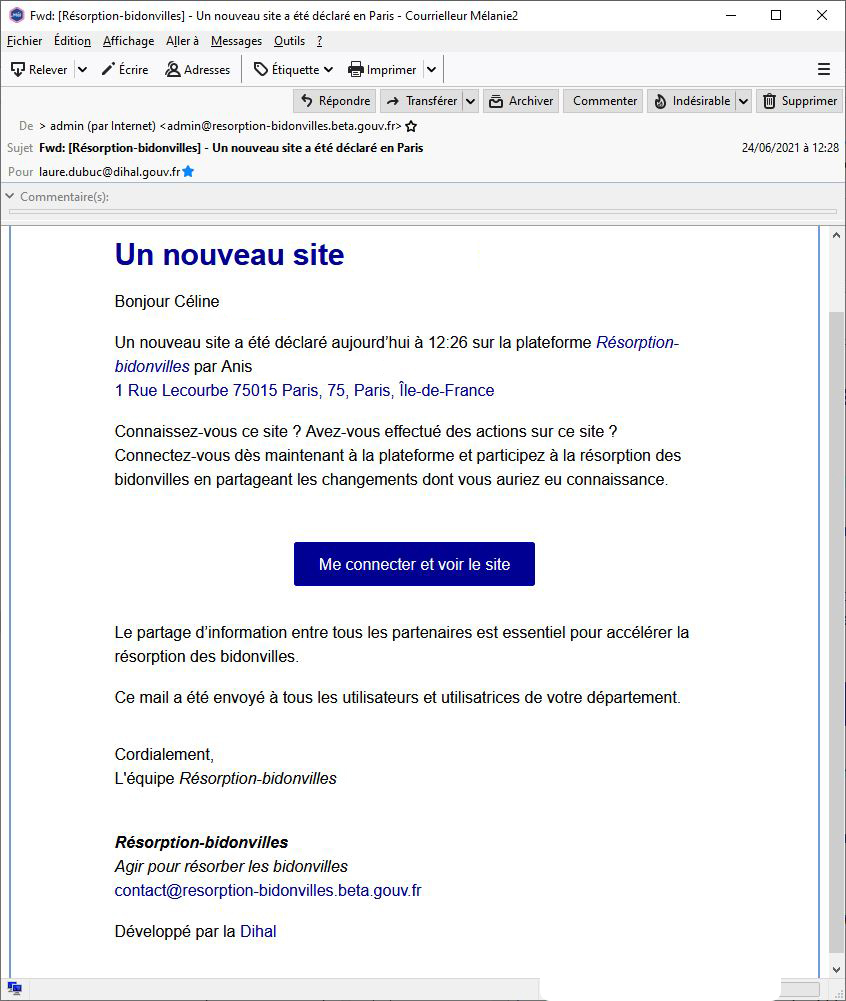 Fwd: [Résorption-bidonvilles] - Un nouveau site a été déclaré en Paris - Courrielleur Mélanie2
Fichier Édition Affichage Aller à Messages Outils ?
Relever Écrire Adresses Étiquette Imprimer
Répondre Transférer Archiver Commenter Indésirable Supprimer
De > admin (par Internet) <admin@resorption-bidonvilles.beta.gouv.fr>
Sujet Fwd: [Résorption-bidonvilles] - Un nouveau site a été déclaré en Paris 24/06/2021 à 12:28
Pour laure.dubuc@dihal.gouv.fr
Commentaire(s):
Un nouveau site
Bonjour Céline
Un nouveau site a été déclaré aujourd'hui à 12:26 sur la plateforme Résorption-
bidonvilles par Anis
1 Rue Lecourbe 75015 Paris, 75, Paris, Île-de-France
Connaissez-vous ce site ? Avez-vous effectué des actions sur ce site ?
Connectez-vous dès maintenant à la plateforme et participez à la résorption des
bidonvilles en partageant les changements dont vous auriez eu connaissance.
Me connecter et voir le site
Le partage d'information entre tous les partenaires est essentiel pour accélérer la
résorption des bidonvilles.
Ce mail a été envoyé à tous les utilisateurs et utilisatrices de votre département.
Cordialement,
L'équipe Résorption-bidonvilles
Résorption-bidonvilles
Agir pour résorber les bidonvilles
contact@resorption-bidonvilles.beta.gouv.fr
Développé par la Dihal